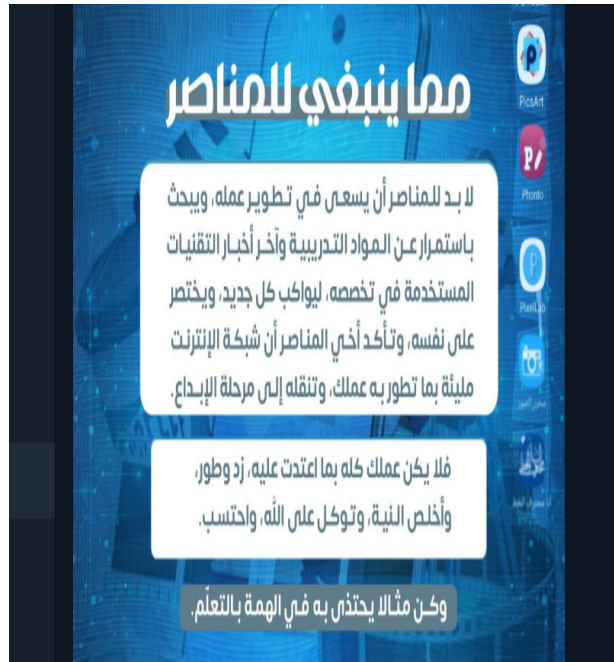 مما ينبغي للمناصر
لا بد للمناصر أن يسعى في تطوير عمله، ويبحث
باستمرار عن المواد التدريبية وآخر أخبار التقنيات
المستخدمة في تخصصه، ليواكب كل جديد، ويختصر
على نفسه، وتأكد أخي المناصر أن شبكة الإنترنت
مليئة بما تطور به عملك، وتنقله إلى مرحلة الإبداع.
فلا يكن عملك كله بما اعتدت عليه، زد وطور،
وأخلص النية، وتوكل على الله، واحتسب.
وكن مثالا يحتذى به في الهمة بالتعلّم.
PicsArt
Phonto
PixelLab
محرر الصور